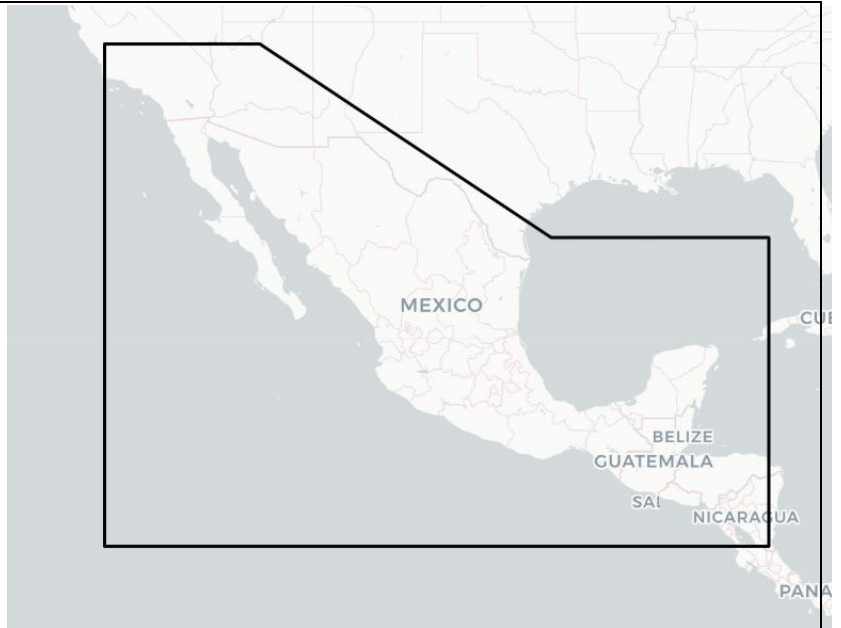 MEXICO
CUB
BELIZE
GUATEMALA
SAL
NICARAGUA
PANA